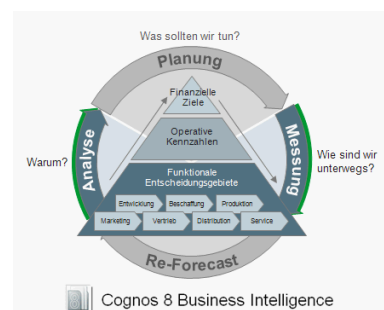 Was sollten wir tun?
Planung
Finanzielle
Ziele
Operative
Kennzahlen
Analyse
Messung
Warum?
Wie sind wir
unterwegs?
Funktionale
Entscheidungsgebiete
Entwicklung Beschaffung Produktion
Marketing Vertrieb Distribution Service
Re-Forecast
Cognos 8 Business Intelligence